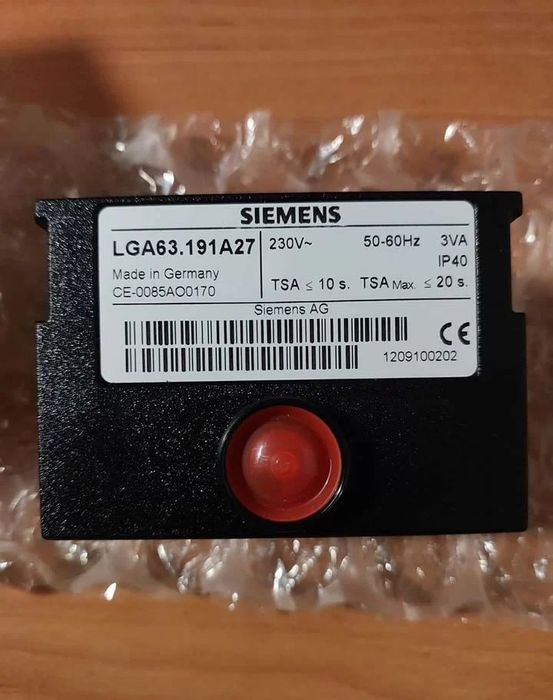 SIEMENS
LGA63.191A27
Made in Germany
CE-0085AO0170
230V~ 50-60Hz 3VA
IP40
TSA ≤ 10 s. TSA Max. ≤ 20 s.
Siemens AG
CE
1209100202